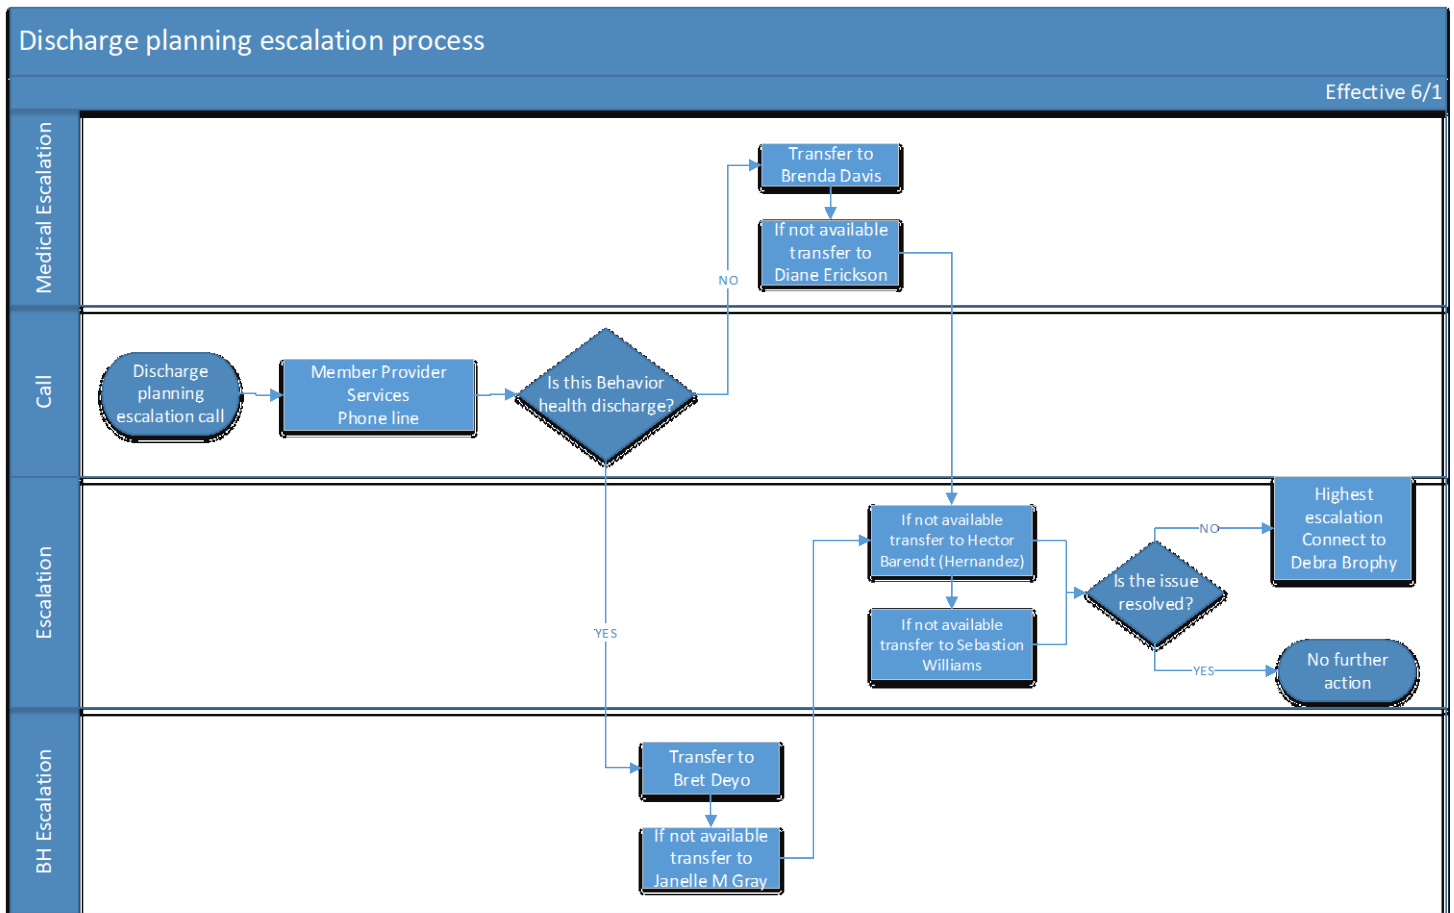 Discharge planning escalation process
Effective 6/1
Medical Escalation
Transfer to
Brenda Davis
If not available
transfer to
Diane Erickson
NO
Call
Discharge
planning
escalation call
Member Provider
Services
Phone line
Is this Behavior
health discharge?
Escalation
YES
If not available
transfer to Hector
Barendt (Hernandez)
If not available
transfer to Sebastion
Williams
Is the issue
resolved?
NO
Highest
escalation
Connect to
Debra Brophy
YES
No further
action
BH Escalation
Transfer to
Bret Deyo
If not available
transfer to
Janelle M Gray